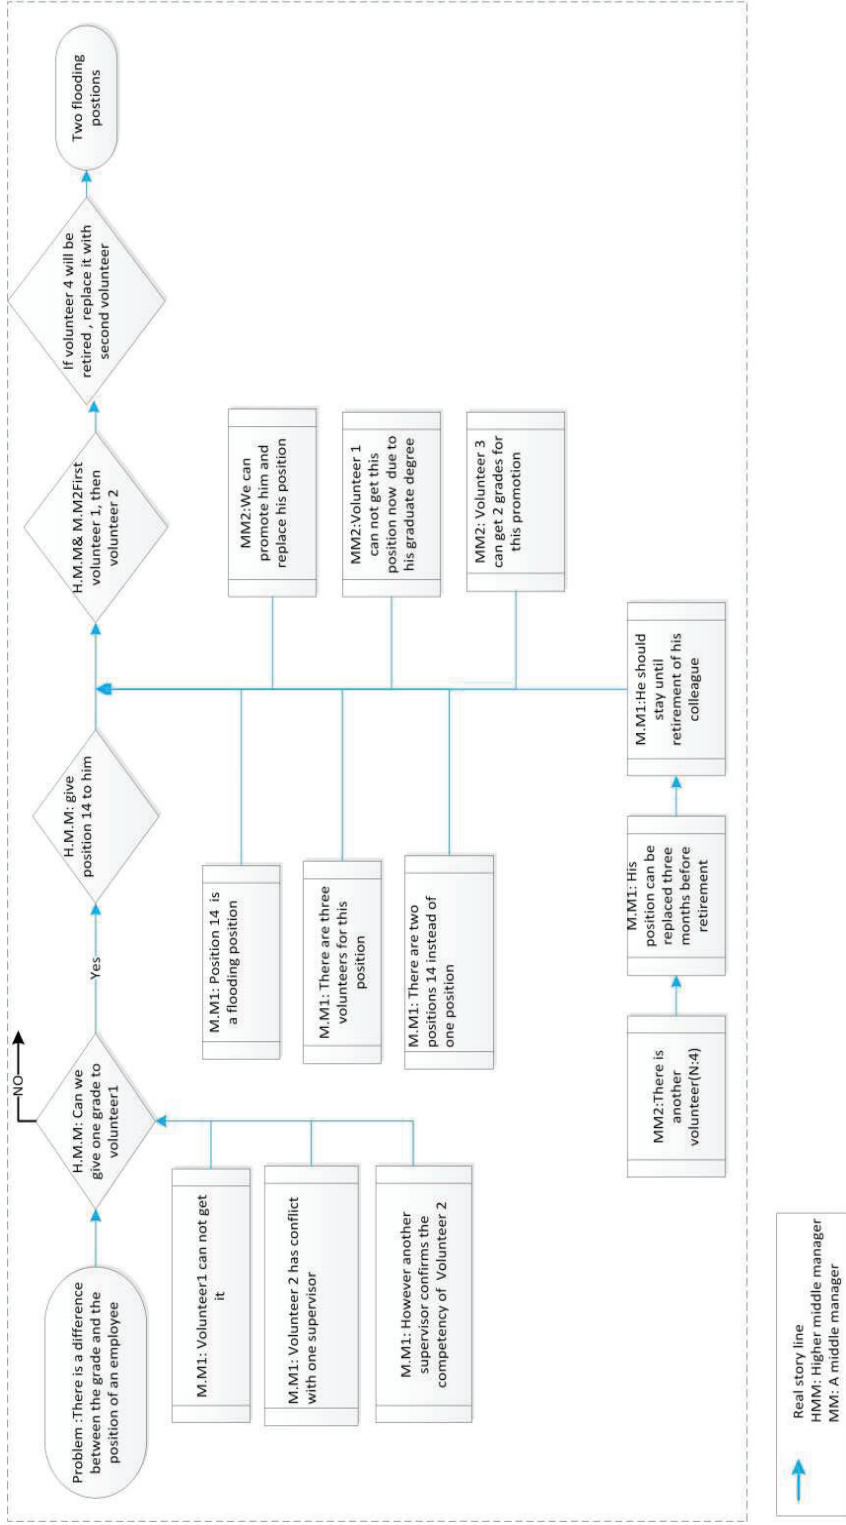 Problem :There is a difference
between the grade and the
position of an employee
H.M.M: Can we
give one grade to
volunteer1
NO
Yes
H.M.M: give
position 14 to him
H.M.M& M.M2First
volunteer 1, then
volunteer 2
If volunteer 4 will be
retired , replace it with
second volunteer
Two flooding
postions
M.M1: Volunteer1 can not get
it
M.M1: Volunteer 2 has conflict
with one supervisor
M.M1: However another
supervisor confirms the
competency of Volunteer 2
M.M1: Position 14 is
a flooding position
M.M1: There are three
volunteers for this
position
M.M1: There are two
positions 14 instead of
one position
MM2:We can
promote him and
replace his position
MM2:Volunteer 1
can not get this
position now due to
his graduate degree
MM2: Volunteer 3
can get 2 grades for
this promotion
MM2:There is
another
volunteer(N:4)
M.M1: His
position can be
replaced three
months before
retirement
M.M1:He should
stay until
retirement of his
colleague
Real story line
HMM: Higher middle manager
MM: A middle manager